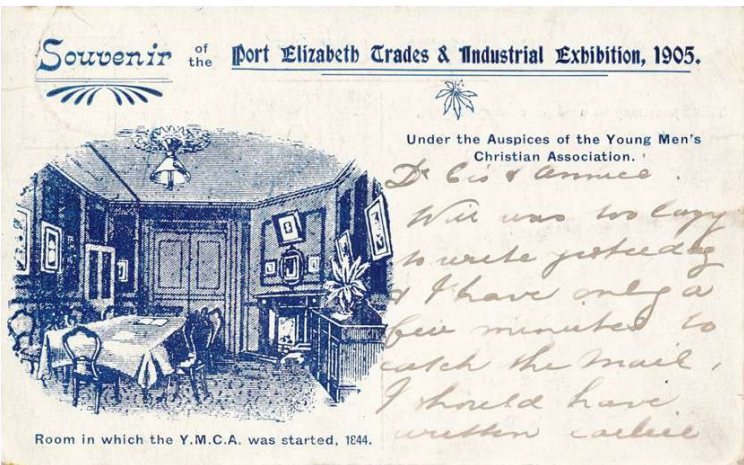 Souvenir of the Port Elizabeth Trades & Industrial Exhibition, 1905.
Under the Auspices of the Young Men's
Christian Association.
Dr Cis & Annie.
Will was too lazy
to write yesterday
& I have only a
few minutes to
catch the mail,
I should have
written earlier
Room in which the Y.M.C.A. was started, 1844.